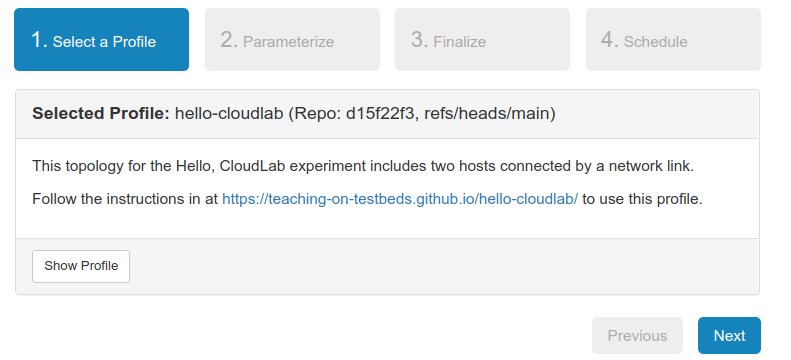 1. Select a Profile
2. Parameterize
3. Finalize
4. Schedule
Selected Profile: hello-cloudlab (Repo: d15f22f3, refs/heads/main)
This topology for the Hello, CloudLab experiment includes two hosts connected by a network link.
Follow the instructions in at https://teaching-on-testbeds.github.io/hello-cloudlab/ to use this profile.
Show Profile
Previous
Next